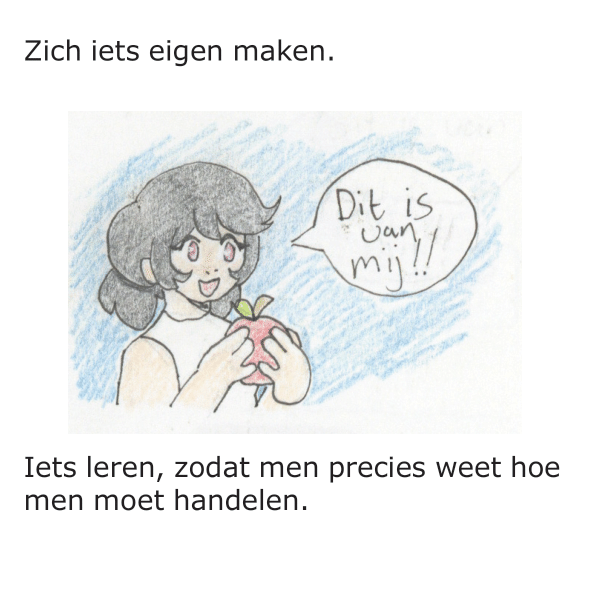 Zich iets eigen maken.
Dit is
van
mij!!
Iets leren, zodat men precies weet hoe
men moet handelen.